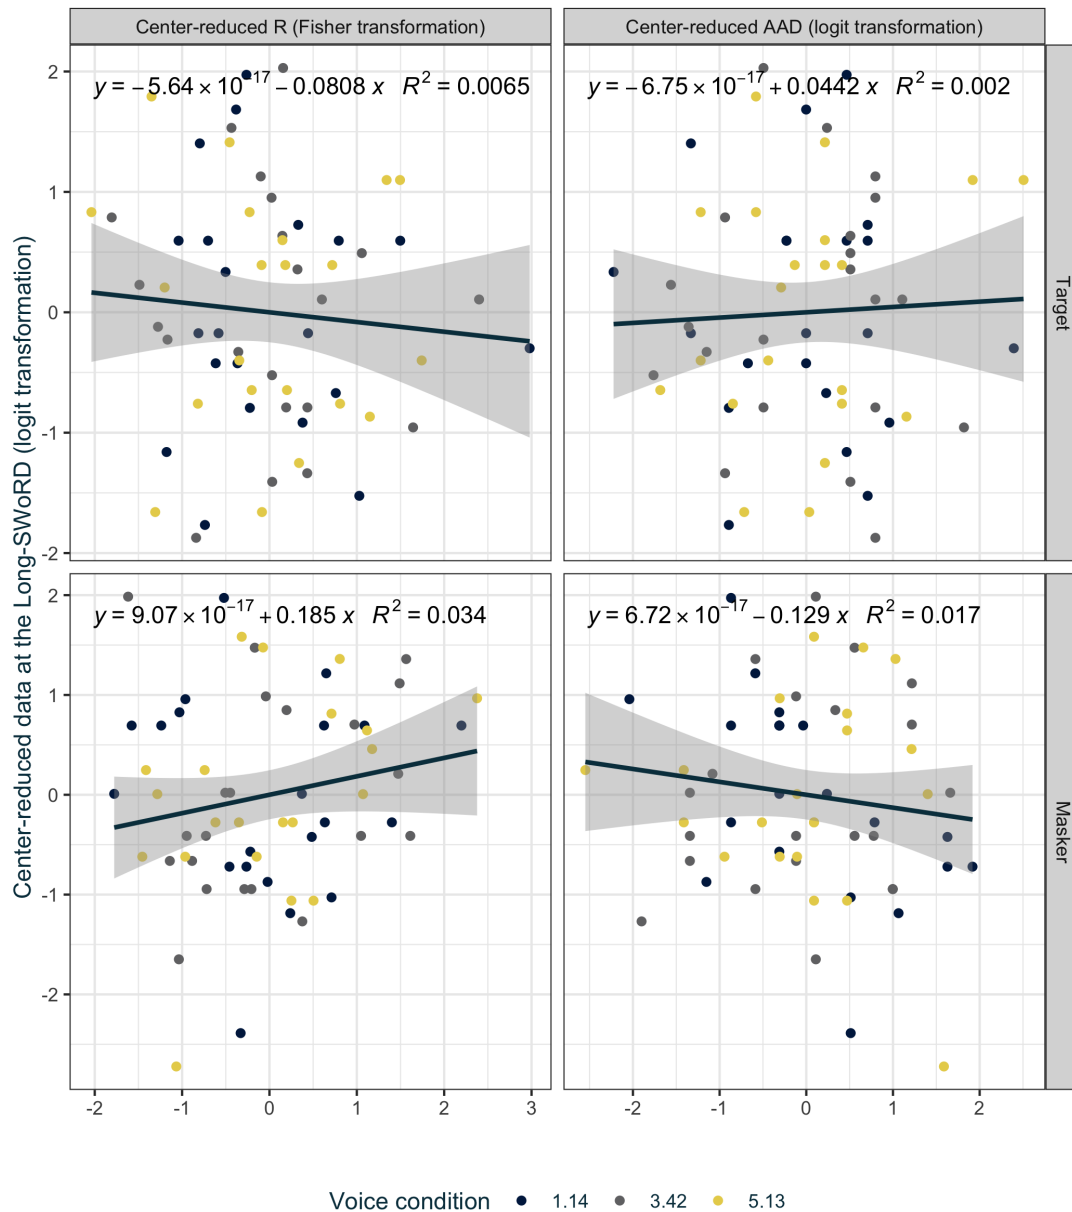 Center-reduced R (Fisher transformation)
Center-reduced AAD (logit transformation)
Center-reduced data at the Long-SWoRD (logit transformation)
2
1
0
-1
-2
y = −5.64 × 10^−17 − 0.0808 x R² = 0.0065
y = −6.75 × 10^−17 + 0.0442 x R² = 0.002
Target
2
1
0
-1
-2
y = 9.07 × 10^−17 + 0.185 x R² = 0.034
y = 6.72 × 10^−17 − 0.129 x R² = 0.017
Masker
-2 -1 0 1 2 3
-2 -1 0 1 2
Voice condition 1.14 3.42 5.13